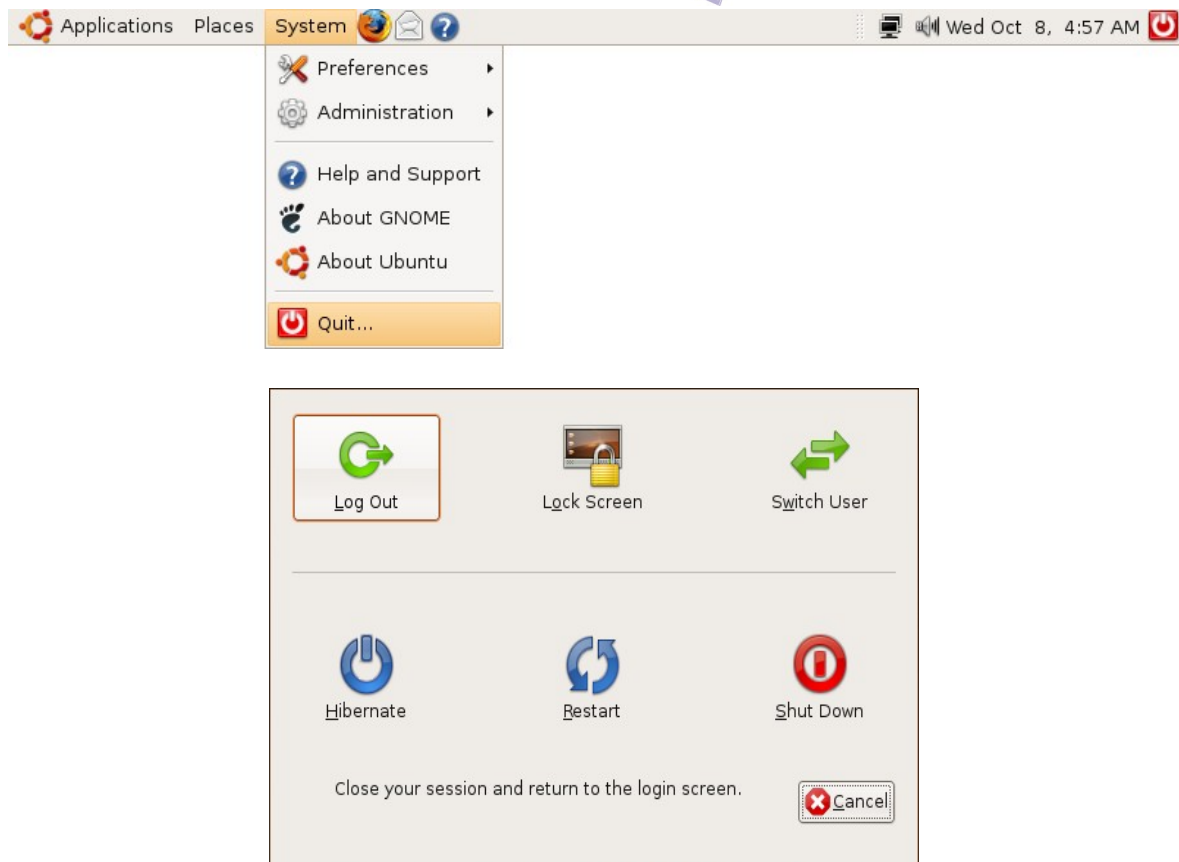 Applications Places System Wed Oct 8, 4:57 AM
Preferences
Administration
Help and Support
About GNOME
About Ubuntu
Quit...
Log Out Lock Screen Switch User
Hibernate Restart Shut Down
Close your session and return to the login screen. Cancel